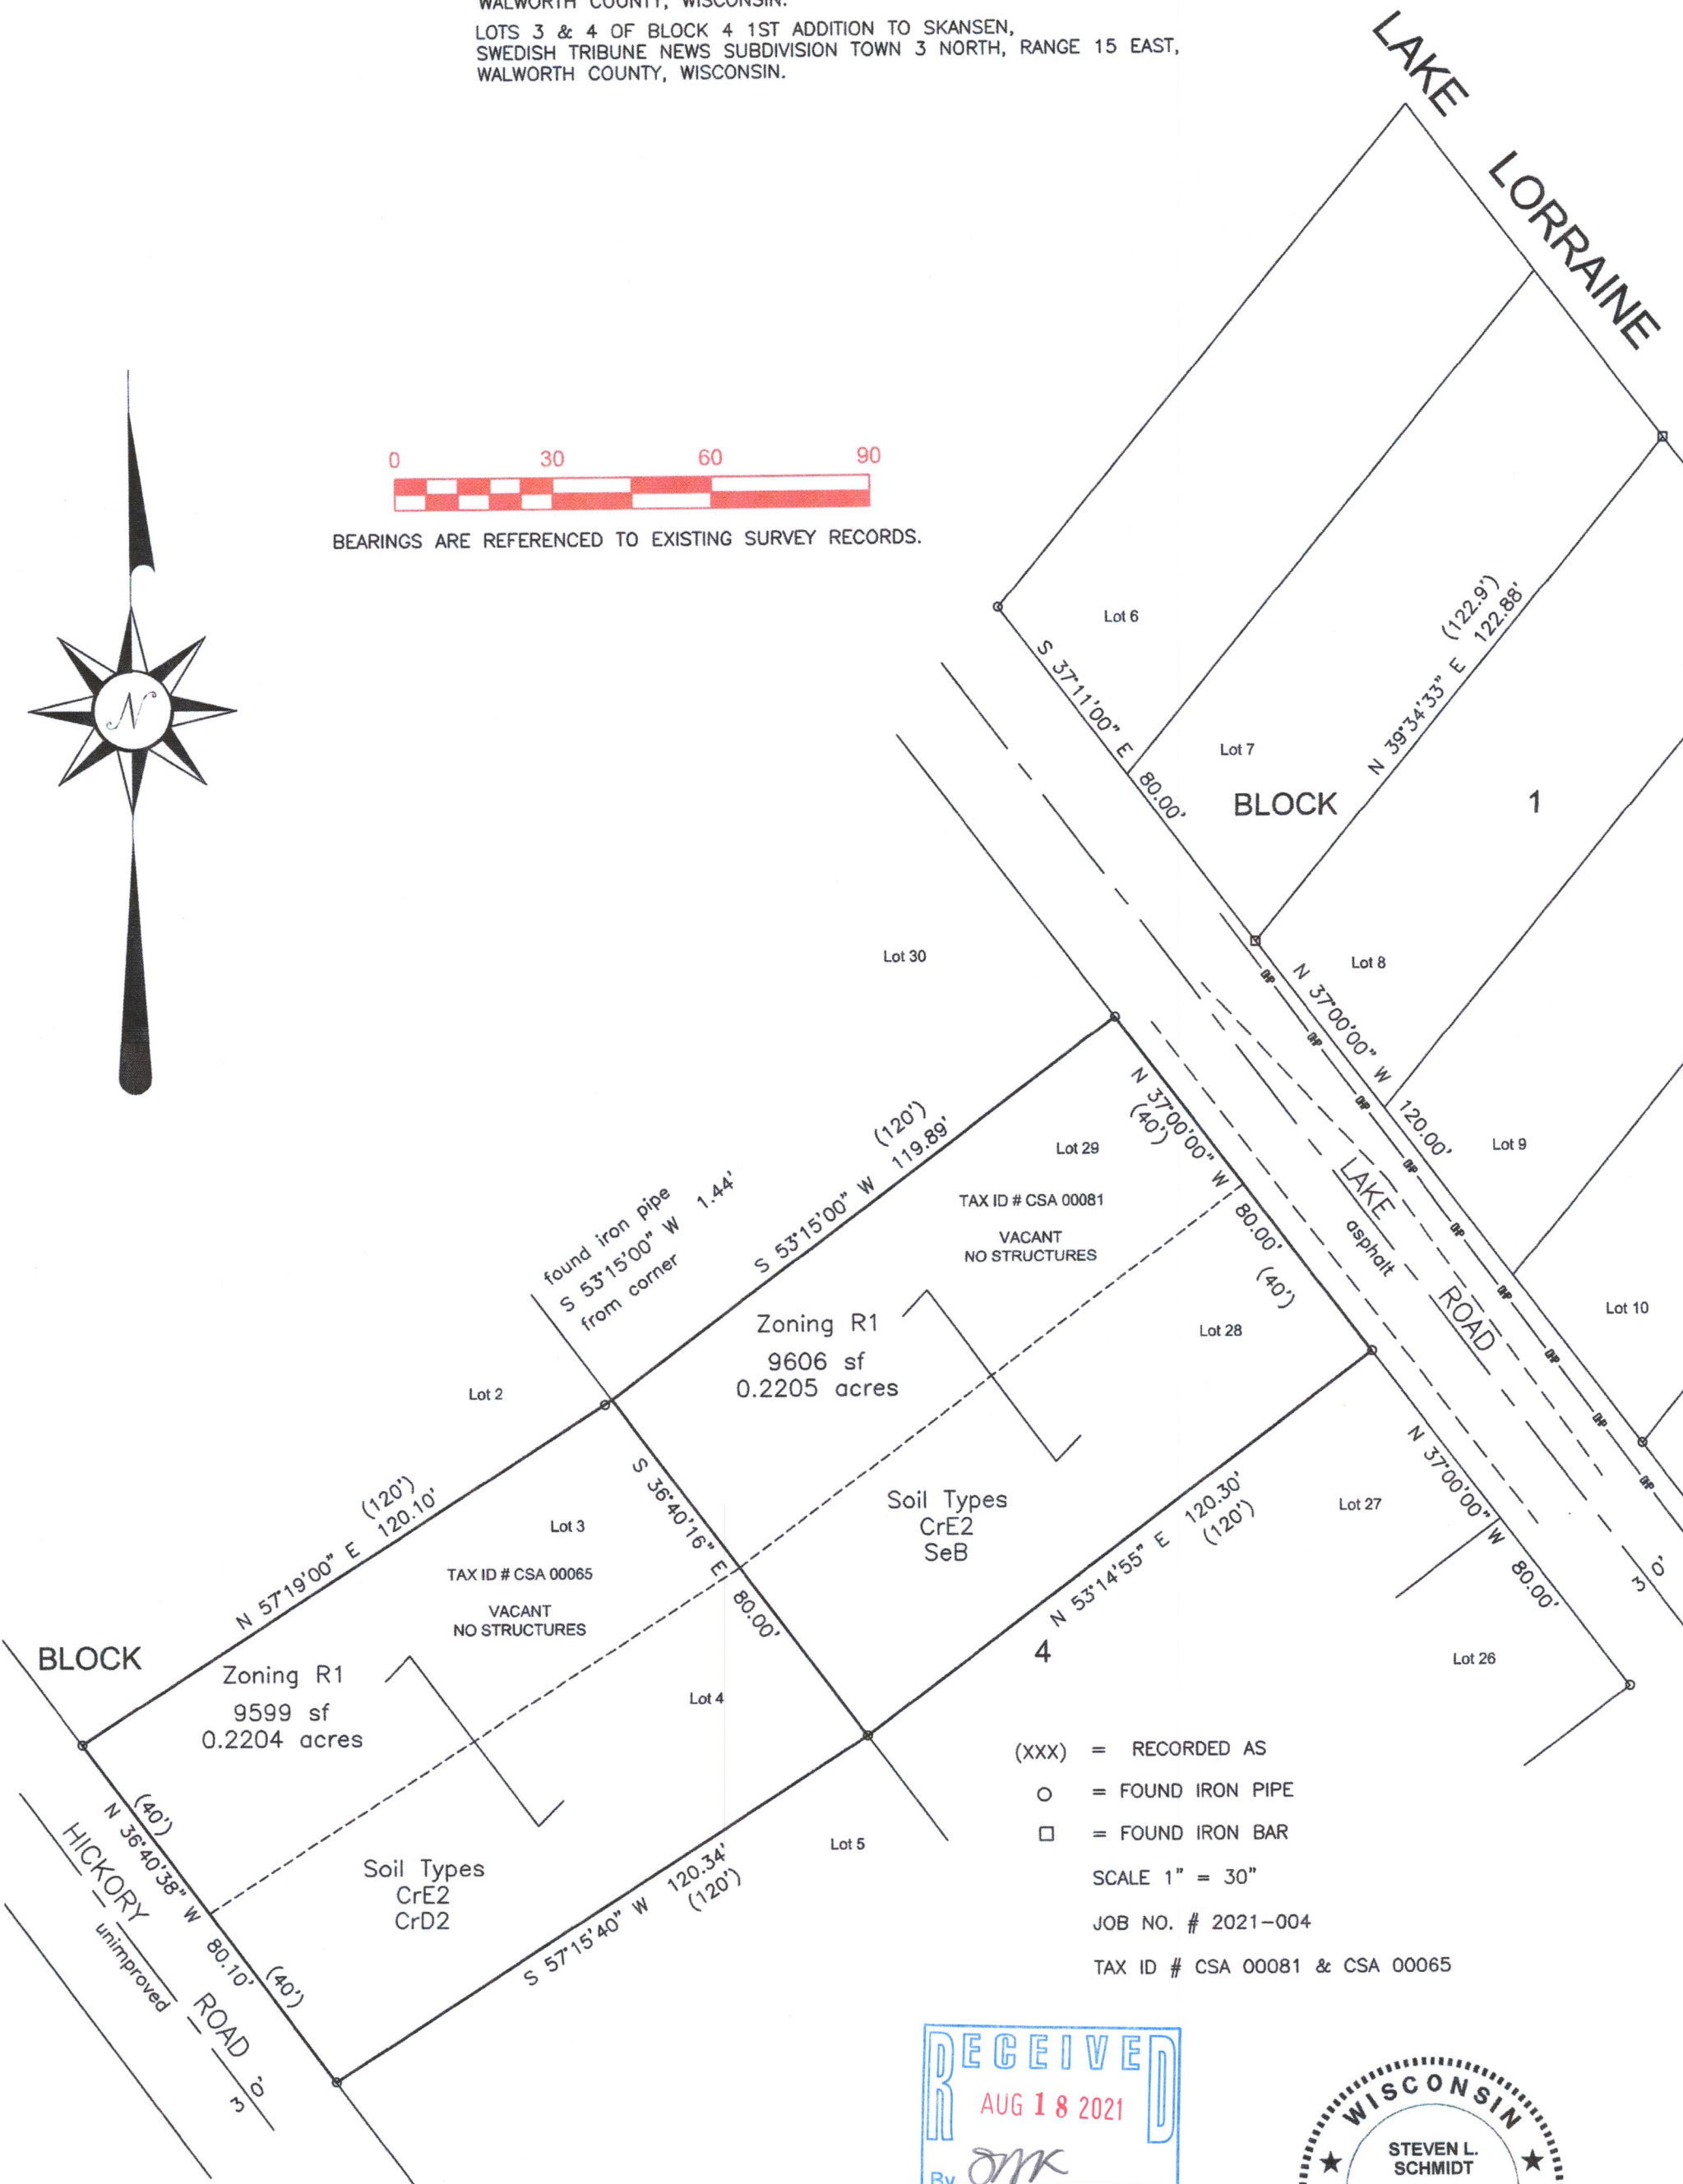 WALWORTH COUNTY, WISCONSIN.
LOTS 3 & 4 OF BLOCK 4 1ST ADDITION TO SKANSEN,
SWEDISH TRIBUNE NEWS SUBDIVISION TOWN 3 NORTH, RANGE 15 EAST,
WALWORTH COUNTY, WISCONSIN.
LAKE LORRAINE
0 30 60 90
BEARINGS ARE REFERENCED TO EXISTING SURVEY RECORDS.
N
Lot 6
S 37°11'00" E 80.00'
Lot 7
(122.9')
N 39°34'33" E 122.88'
BLOCK 1
Lot 30
Lot 8
N 37°00'00" W 120.00'
OHP
OHP
OHP
OHP
OHP
OHP
OHP
OHP
OHP
Lot 9
Lot 10
LAKE ROAD
asphalt
30'
N 37°00'00" W 80.00'
(40')
(40')
Lot 29
TAX ID # CSA 00081
VACANT
NO STRUCTURES
(120')
S 53°15'00" W 119.89'
found iron pipe
S 53°15'00" W 1.44'
from corner
Zoning R1
9606 sf
0.2205 acres
Lot 28
Soil Types
CrE2
SeB
N 53°14'55" E 120.30'
(120')
Lot 27
N 37°00'00" W 80.00'
Lot 26
Lot 2
(120')
N 57°19'00" E 120.10'
Lot 3
TAX ID # CSA 00065
VACANT
NO STRUCTURES
S 36°40'16" E 80.00'
BLOCK 4
Zoning R1
9599 sf
0.2204 acres
Lot 4
(40')
N 36°40'38" W 80.10'
(40')
HICKORY ROAD
unimproved
30'
Soil Types
CrE2
CrD2
S 57°15'40" W 120.34'
(120')
Lot 5
(XXX) = RECORDED AS
= FOUND IRON PIPE
= FOUND IRON BAR
SCALE 1" = 30"
JOB NO. # 2021-004
TAX ID # CSA 00081 & CSA 00065
RECEIVED
AUG 18 2021
By
WISCONSIN
STEVEN L.
SCHMIDT